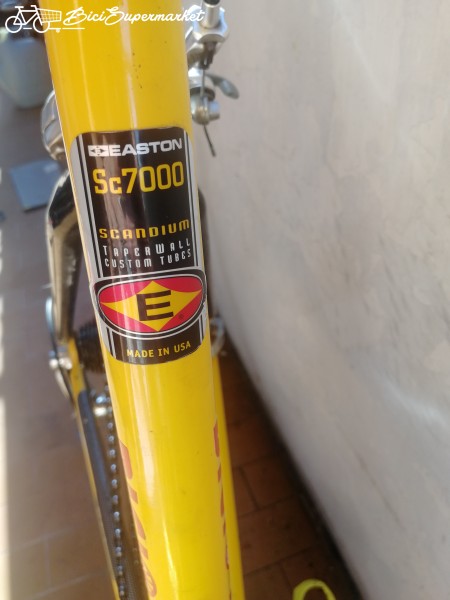 BiciSupermarket
EASTON
Sc7000
SCANDIUM
TAPERWALL
CUSTOM TUBES
E
MADE IN USA